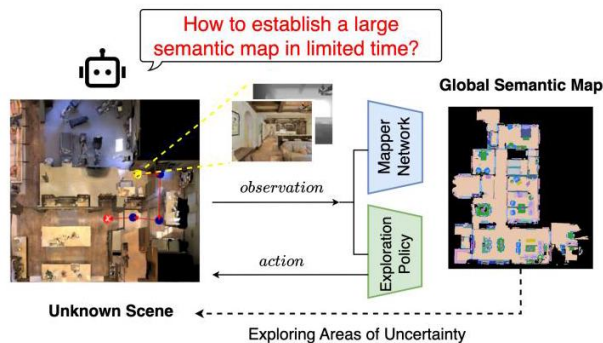 How to establish a large
semantic map in limited time?
Global Semantic Map
Mapper
Network
observation
Exploration
Policy
action
Unknown Scene
Exploring Areas of Uncertainty